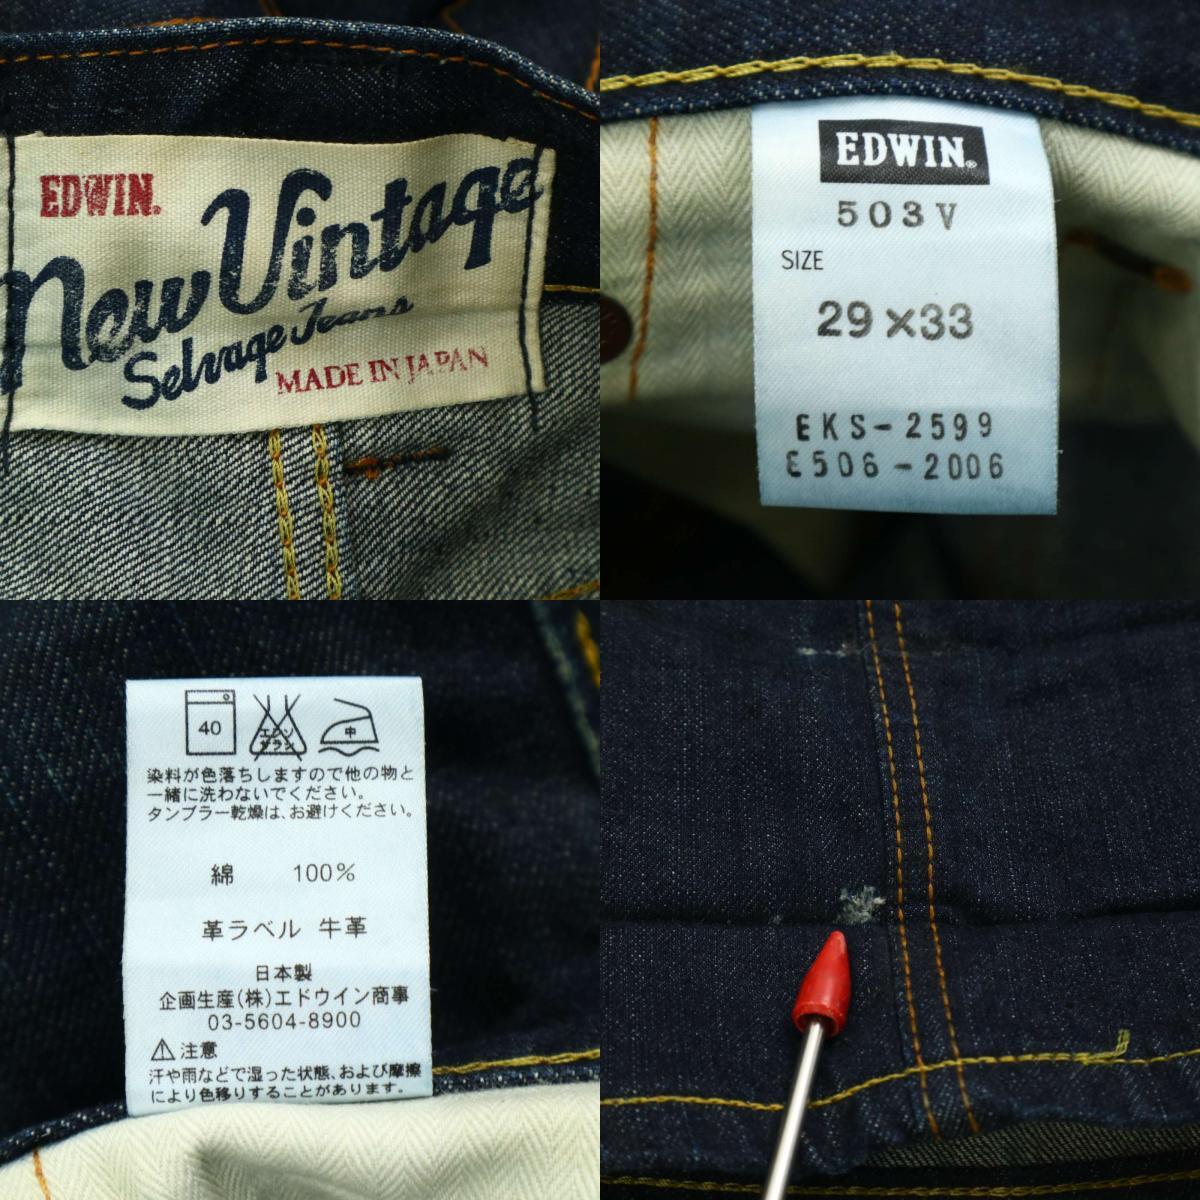 EDWIN.
New Vintage
Selvage Jeans
MADE IN JAPAN
EDWIN®
503V
SIZE
29×33
EKS-2599
E506-2006
40
エンソ
サラシ
中
染料が色落ちしますので他の物と
一緒に洗わないでください。
タンブラー乾燥は、お避けください。
綿 100%
革ラベル 牛革
日本製
企画生産(株)エドウイン商事
03-5604-8900
⚠ 注意
汗や雨などで湿った状態、および摩擦
により色移りすることがあります。